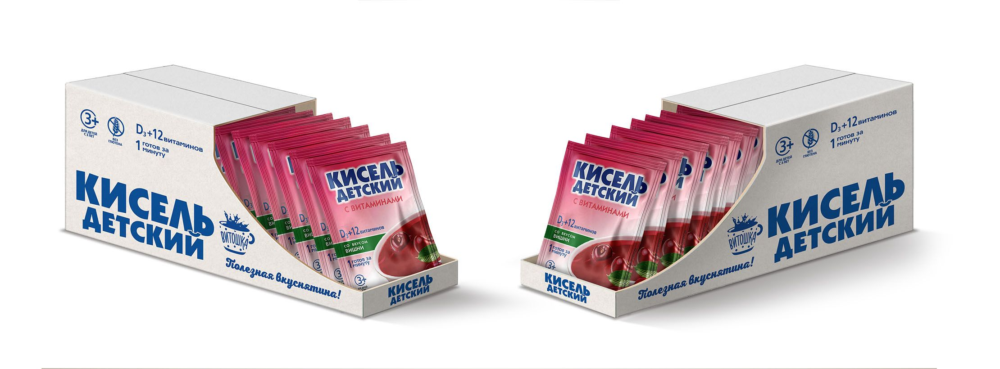 3+
ДЛЯ ДЕТЕЙ
С 3 ЛЕТ
БЕЗ
ГЛЮТЕНА
D3+12 витаминов
1 готов за
минуту
КИСЕЛЬ
ДЕТСКИЙ
ВИТОШКА
Полезная вкуснятина!
КИСЕЛЬ
ДЕТСКИЙ
С ВИТАМИНАМИ
D3+12 витаминов
СО ВКУСОМ
ВИШНИ
1 готов за
минуту
3+
КИСЕЛЬ
ДЕТСКИЙ
КИСЕЛЬ
ДЕТСКИЙ
С ВИТАМИНАМИ
D3+12 витаминов
СО ВКУСОМ
ВИШНИ
1 готов за
минуту
3+
КИСЕЛЬ
ДЕТСКИЙ
3+
ДЛЯ ДЕТЕЙ
С 3 ЛЕТ
БЕЗ
ГЛЮТЕНА
D3+12 витаминов
1 готов за
минуту
ВИТОШКА
КИСЕЛЬ
ДЕТСКИЙ
Полезная вкуснятина!